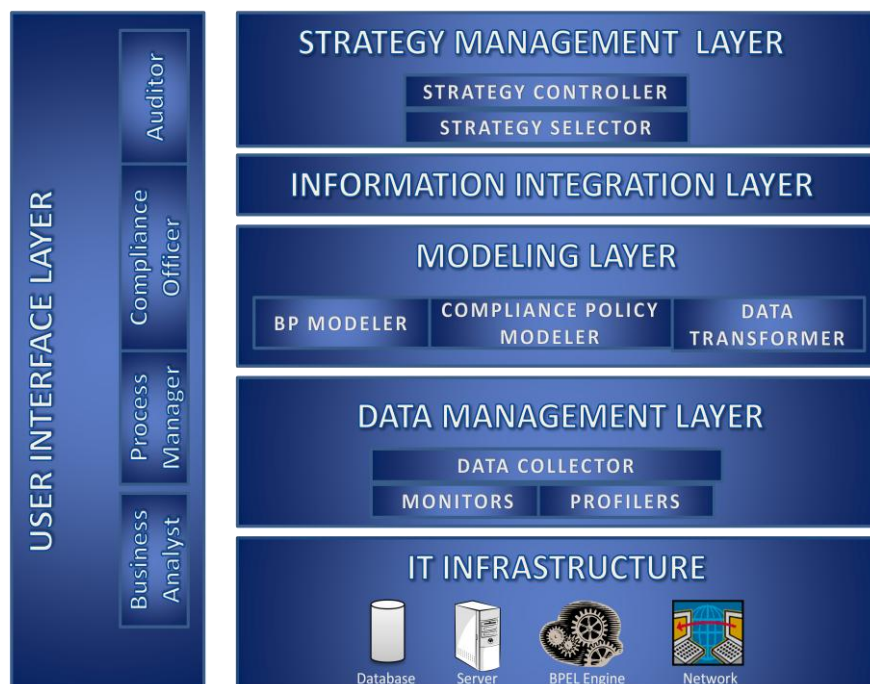 USER INTERFACE LAYER
Auditor
Compliance
Officer
Process
Manager
Business
Analyst
STRATEGY MANAGEMENT LAYER
STRATEGY CONTROLLER
STRATEGY SELECTOR
INFORMATION INTEGRATION LAYER
MODELING LAYER
BP MODELER
COMPLIANCE POLICY
MODELER
DATA
TRANSFORMER
DATA MANAGEMENT LAYER
DATA COLLECTOR
MONITORS
PROFILERS
IT INFRASTRUCTURE
Database
Server
BPEL Engine
Network